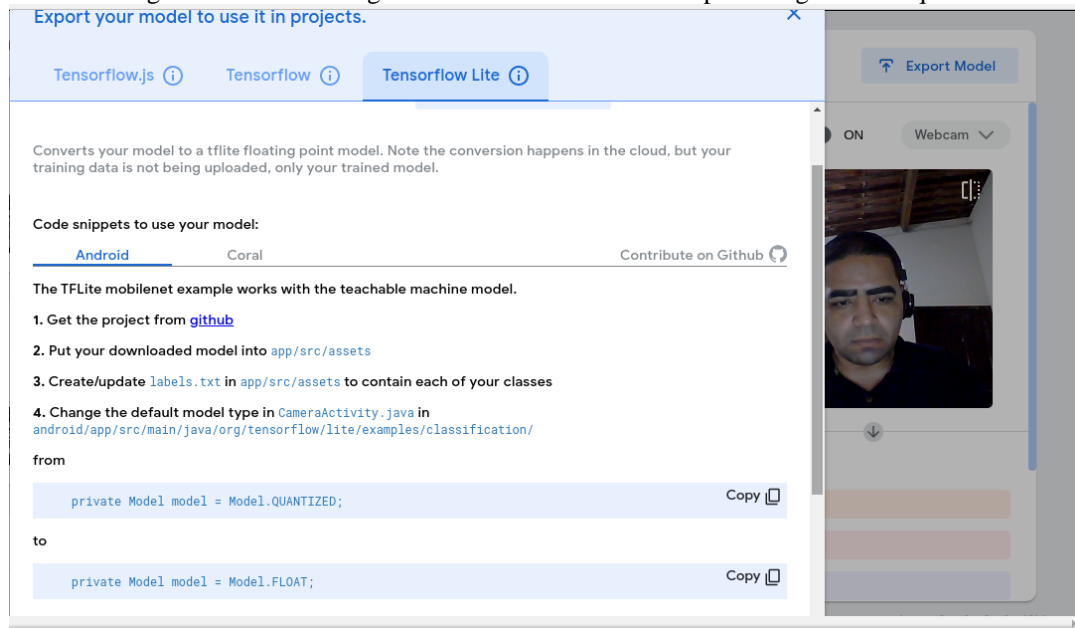 Export your model to use it in projects.
Tensorflow.js
Tensorflow
Tensorflow Lite
Export Model
ON
Webcam
Converts your model to a tflite floating point model. Note the conversion happens in the cloud, but your
training data is not being uploaded, only your trained model.
Code snippets to use your model:
Android
Coral
Contribute on Github
The TFLite mobilenet example works with the teachable machine model.
1. Get the project from github
2. Put your downloaded model into app/src/assets
3. Create/update labels.txt in app/src/assets to contain each of your classes
4. Change the default model type in CameraActivity.java in
android/app/src/main/java/org/tensorflow/lite/examples/classification/
from
private Model model = Model.QUANTIZED;
Copy
to
private Model model = Model.FLOAT;
Copy